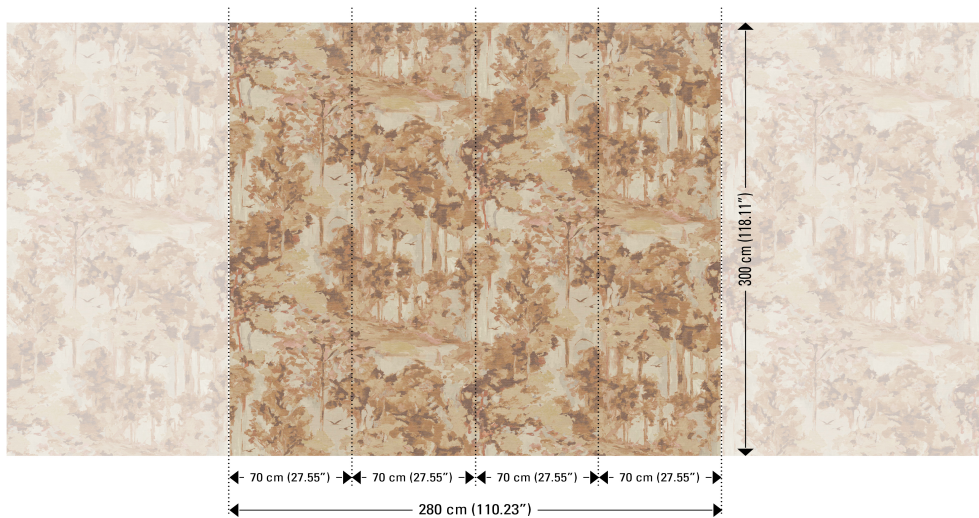 300 cm (118.11”)
70 cm (27.55”) 70 cm (27.55”) 70 cm (27.55”) 70 cm (27.55”)
280 cm (110.23”)